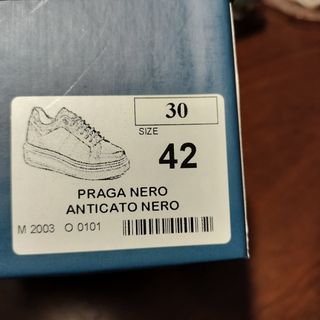 30
SIZE
42
PRAGA NERO
ANTICATO NERO
M 2003 O 0101